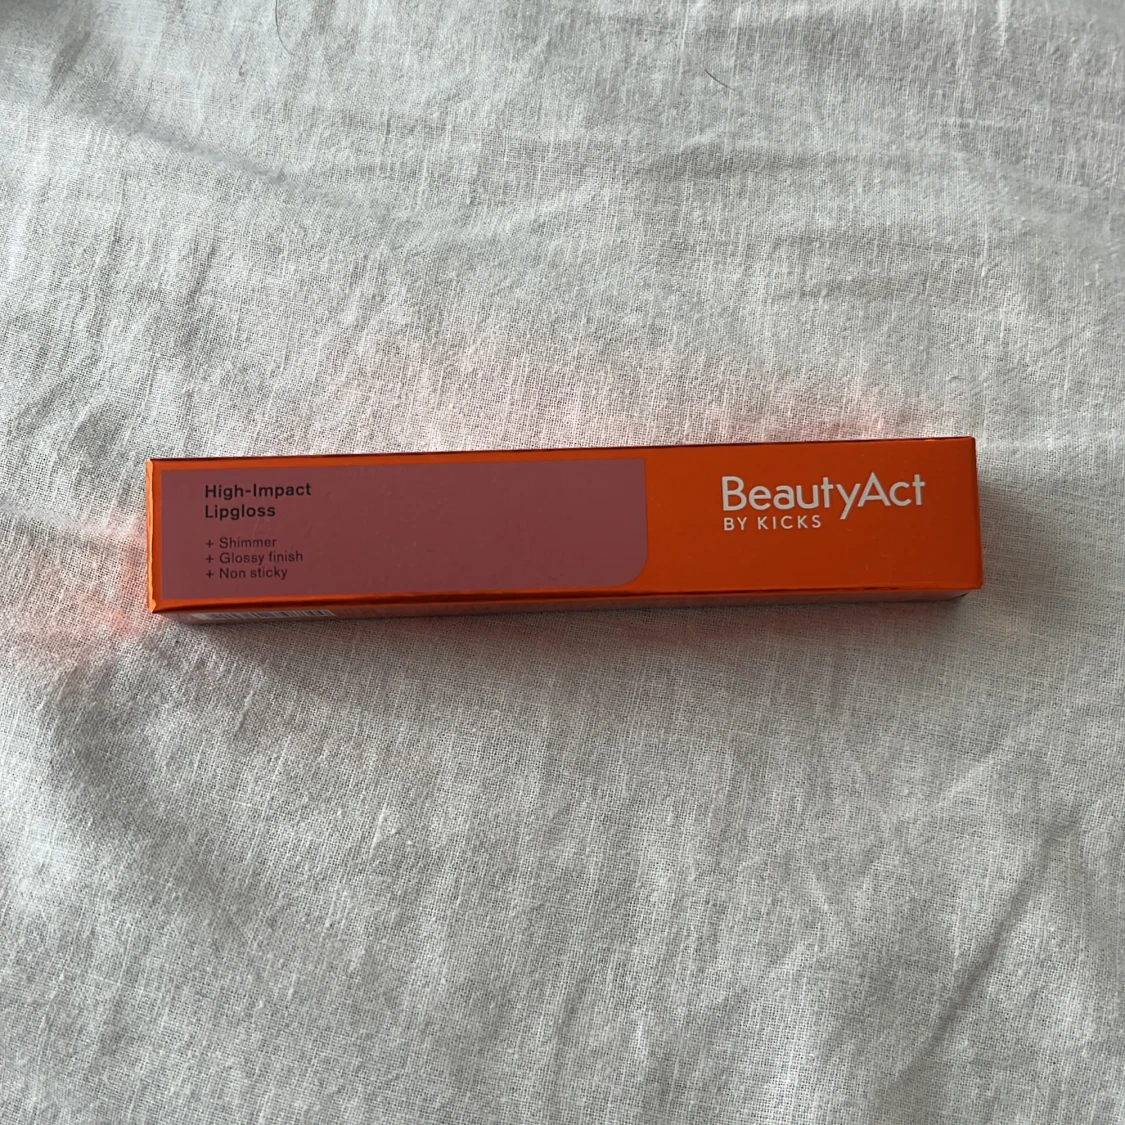 High-Impact
Lipgloss
+ Shimmer
+ Glossy finish
+ Non sticky
BeautyAct
BY KICKS